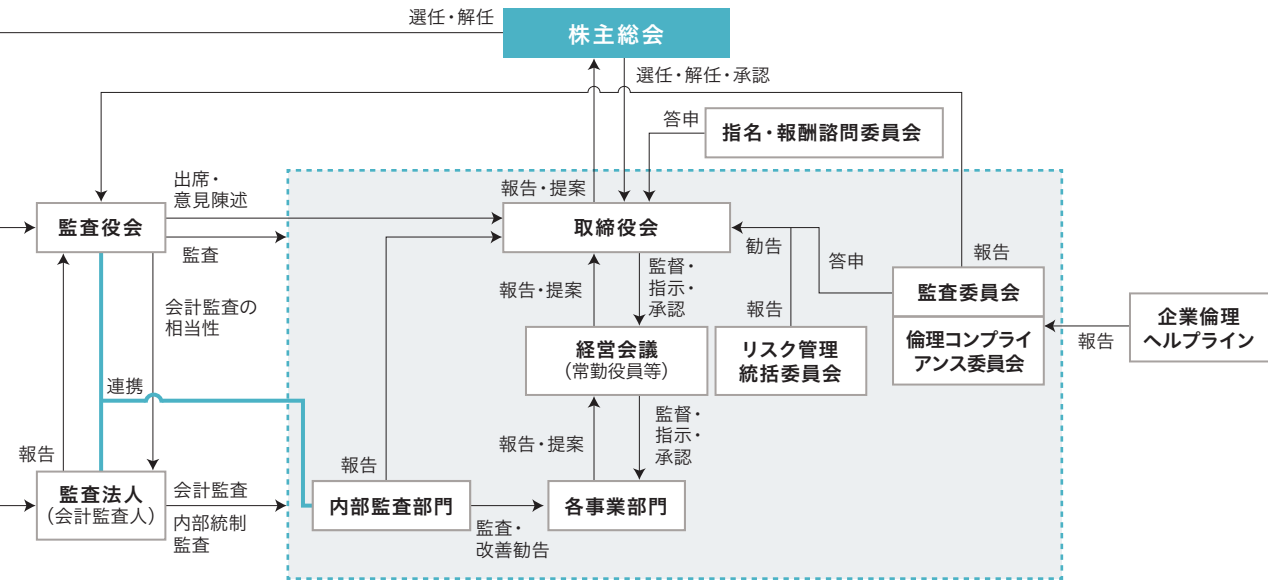 選任・解任
株主総会
選任・解任・承認
答申
指名・報酬諮問委員会
出席・
意見陳述
報告・提案
監査役会
取締役会
監査
勧告
答申
報告
監督・
指示・
承認
報告・提案
監査委員会
会計監査の
相当性
報告
企業倫理
ヘルプライン
報告
経営会議
（常勤役員等）
リスク管理
統括委員会
倫理コンプライ
アンス委員会
連携
監督・
指示・
承認
報告・提案
報告
報告
監査法人
（会計監査人）
会計監査
内部統制
監査
内部監査部門
監査・
改善勧告
各事業部門